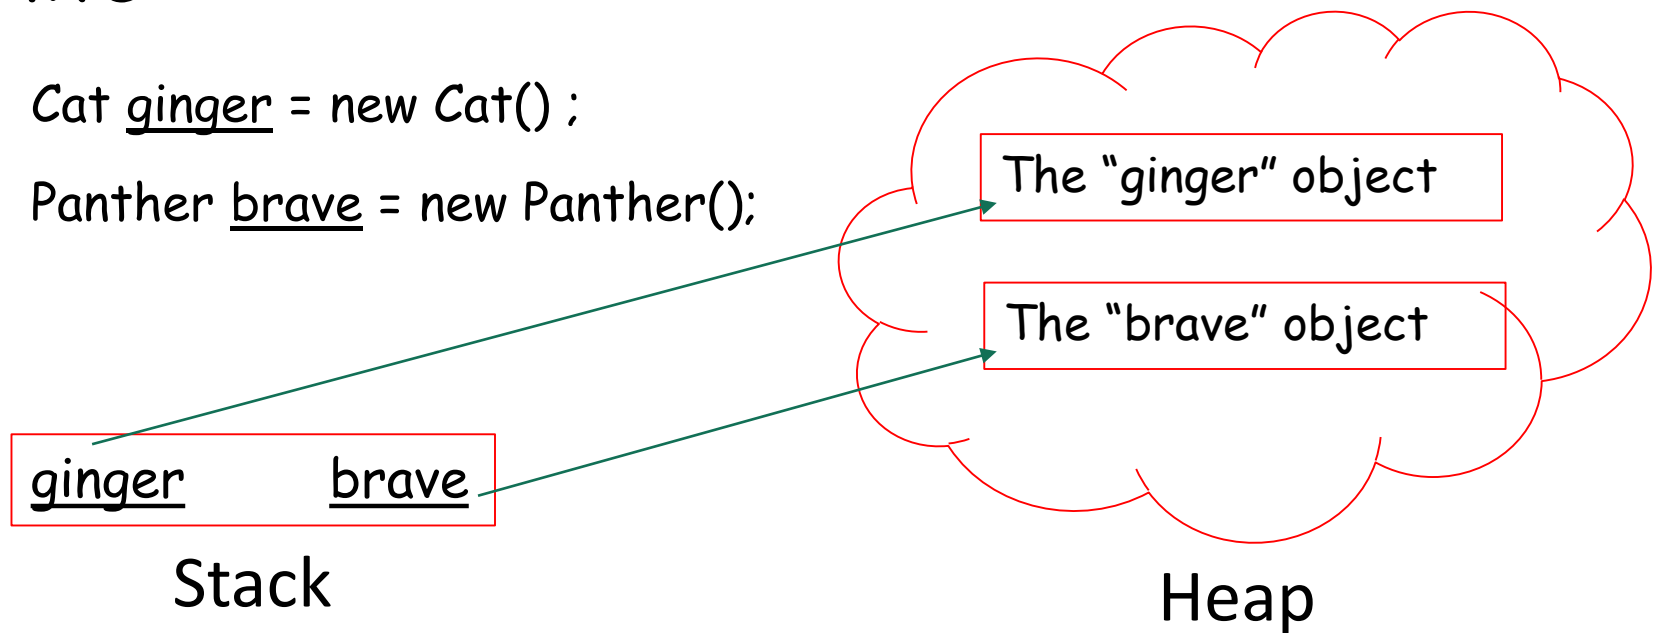 Cat ginger = new Cat() ;
Panther brave = new Panther();
The “ginger” object
The “brave” object
ginger brave
Stack
Heap